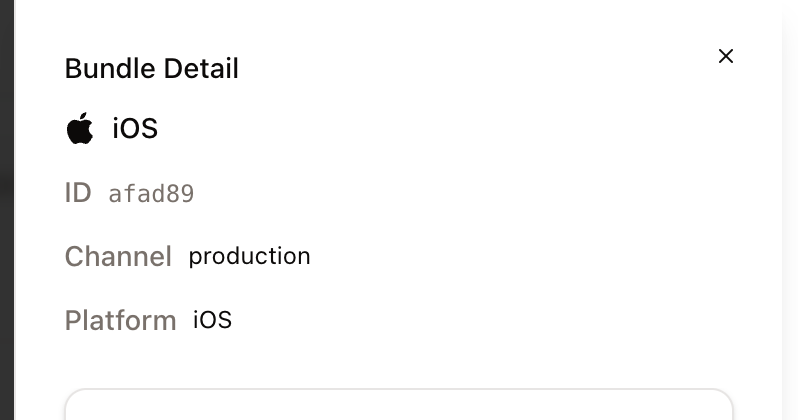 Bundle Detail
iOS
ID afad89
Channel production
Platform iOS